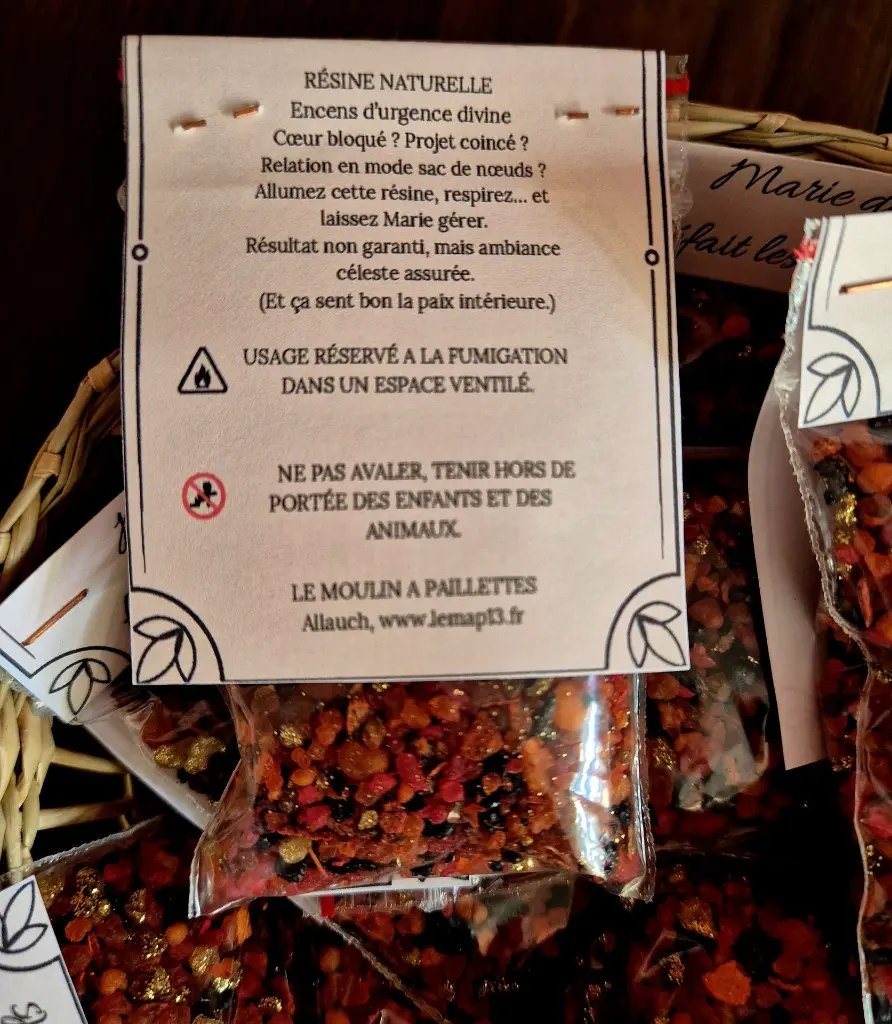 RÉSINE NATURELLE
Encens d'urgence divine
Cœur bloqué ? Projet coincé ?
Relation en mode sac de nœuds ?
Allumez cette résine, respirez... et
laissez Marie gérer.
Résultat non garanti, mais ambiance
céleste assurée.
(Et ça sent bon la paix intérieure.)
USAGE RÉSERVÉ A LA FUMIGATION
DANS UN ESPACE VENTILÉ.
NE PAS AVALER, TENIR HORS DE
PORTÉE DES ENFANTS ET DES
ANIMAUX.
LE MOULIN A PAILLETTES
Allauch, www.lemap13.fr
Marie
fait les